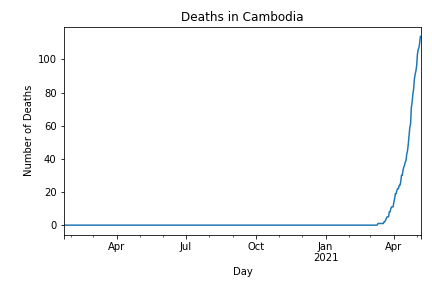 Deaths in Cambodia
Number of Deaths
100
80
60
40
20
0
Apr
Jul
Oct
Jan
2021
Apr
Day